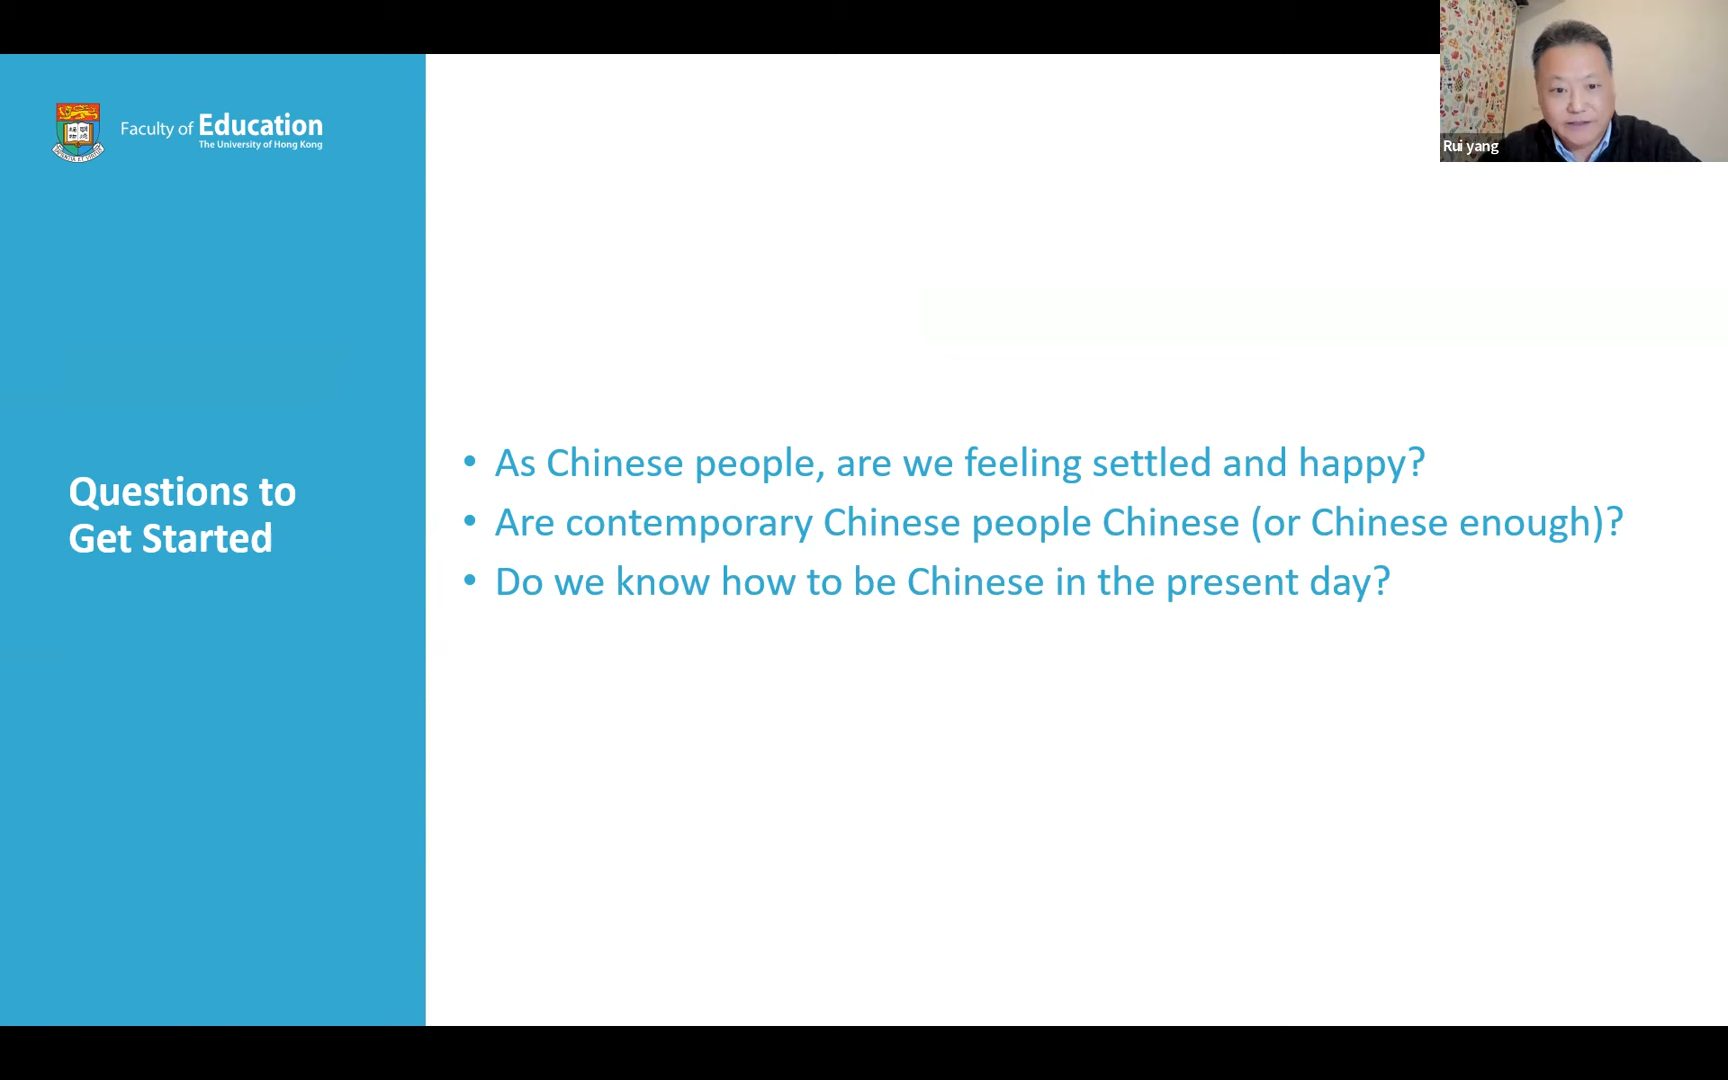 Faculty of Education
The University of Hong Kong
Rui yang
Questions to
Get Started
• As Chinese people, are we feeling settled and happy?
• Are contemporary Chinese people Chinese (or Chinese enough)?
• Do we know how to be Chinese in the present day?